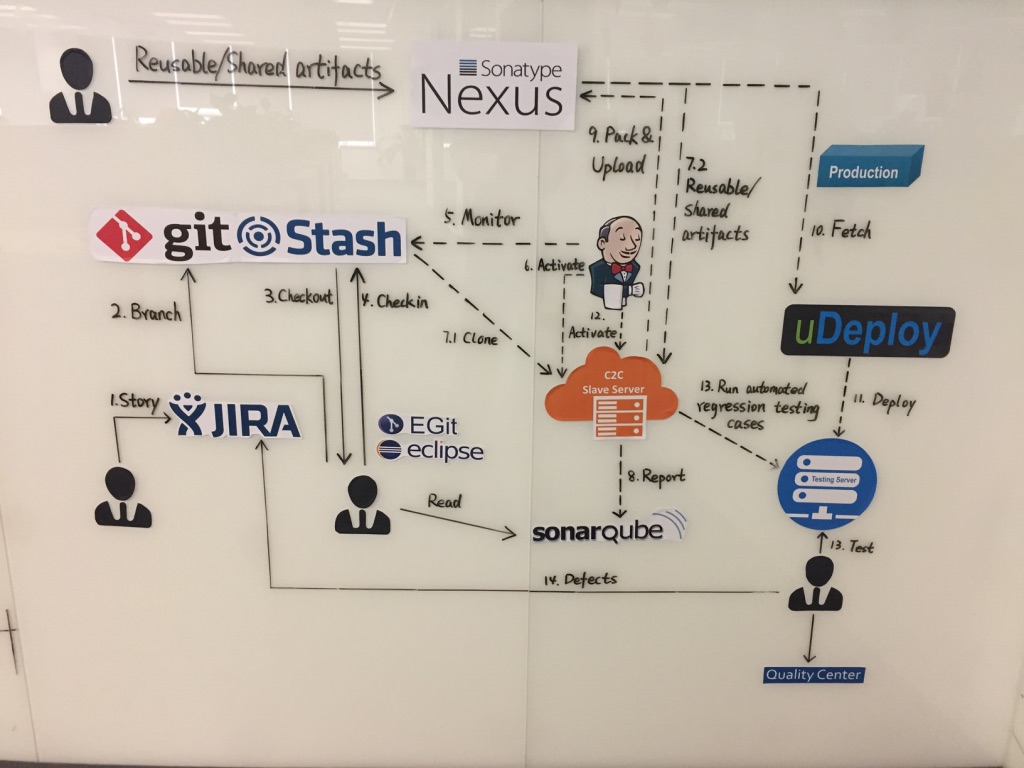 Reusable/Shared artifacts
Sonatype
Nexus
9. Pack &
Upload
7.2
Reusable/
Shared
artifacts
Production
10. Fetch
git Stash
5. Monitor
6. Activate
2. Branch
3. Checkout
4. Checkin
7.1 Clone
12.
Activate
uDeploy
C2C
Slave Server
13. Run automated
regression testing
cases
11. Deploy
1. Story
JIRA
EGit
eclipse
Testing Server
Read
8. Report
sonarqube
13. Test
14. Defects
Quality Center